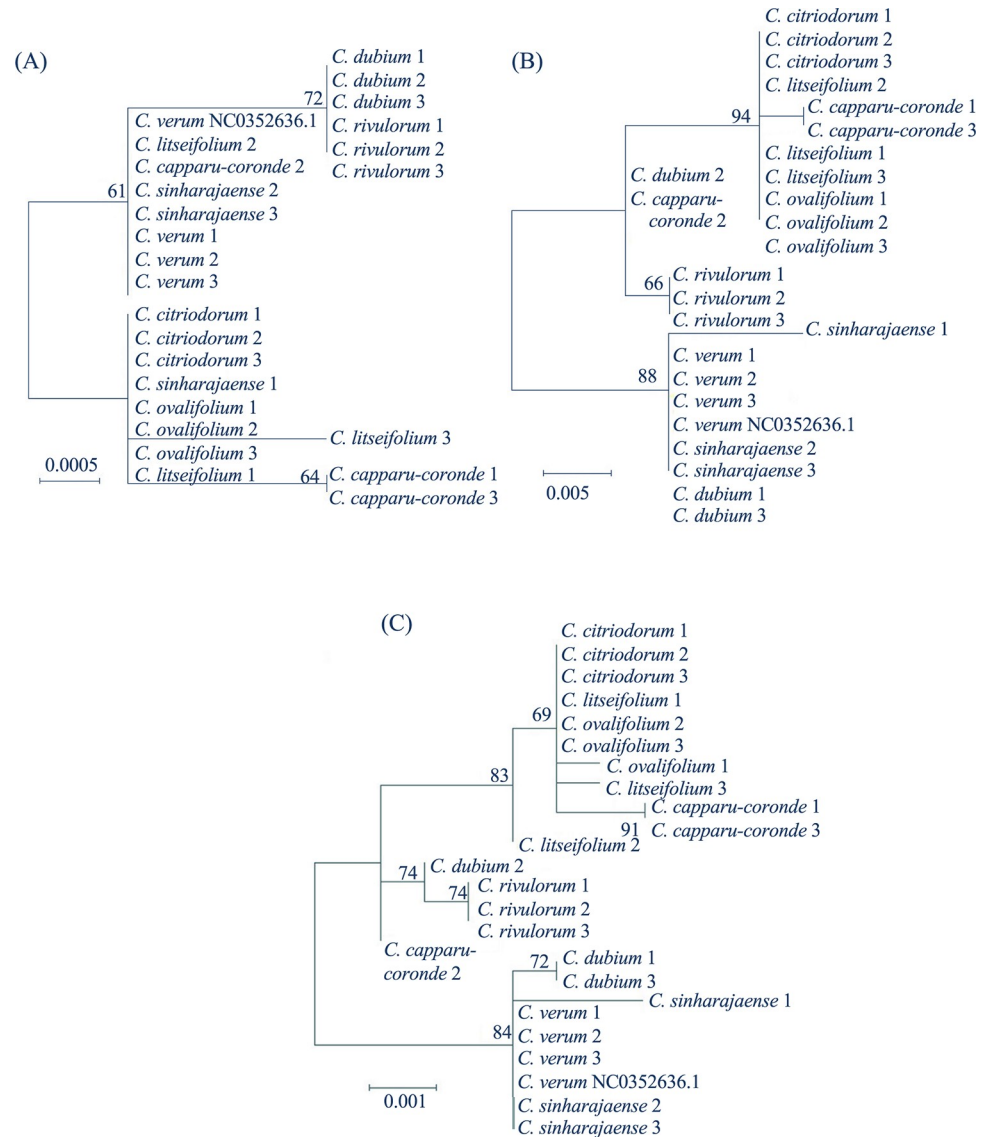 (A)
C. dubium 1
C. dubium 2
72
C. dubium 3
C. verum NC0352636.1
C. rivulorum 1
C. litseifolium 2
C. rivulorum 2
C. capparu-coronde 2
C. rivulorum 3
61
C. sinharajaense 2
C. sinharajaense 3
C. verum 1
C. verum 2
C. verum 3
C. citriodorum 1
C. citriodorum 2
C. citriodorum 3
C. sinharajaense 1
C. ovalifolium 1
C. ovalifolium 2
C. litseifolium 3
C. ovalifolium 3
C. litseifolium 1
64
C. capparu-coronde 1
C. capparu-coronde 3
0.0005
(B)
C. citriodorum 1
C. citriodorum 2
C. citriodorum 3
C. litseifolium 2
C. capparu-coronde 1
94
C. capparu-coronde 3
C. litseifolium 1
C. litseifolium 3
C. ovalifolium 1
C. ovalifolium 2
C. ovalifolium 3
C. dubium 2
C. capparu-
coronde 2
66
C. rivulorum 1
C. rivulorum 2
C. rivulorum 3
C. sinharajaense 1
88
C. verum 1
C. verum 2
C. verum 3
C. verum NC0352636.1
C. sinharajaense 2
C. sinharajaense 3
C. dubium 1
C. dubium 3
0.005
(C)
C. citriodorum 1
C. citriodorum 2
C. citriodorum 3
C. litseifolium 1
69
C. ovalifolium 2
C. ovalifolium 3
C. ovalifolium 1
83
C. litseifolium 3
C. capparu-coronde 1
91
C. capparu-coronde 3
C. litseifolium 2
74
C. dubium 2
74
C. rivulorum 1
C. rivulorum 2
C. rivulorum 3
C. capparu-
coronde 2
72
C. dubium 1
C. dubium 3
C. sinharajaense 1
84
C. verum 1
C. verum 2
C. verum 3
C. verum NC0352636.1
C. sinharajaense 2
C. sinharajaense 3
0.001